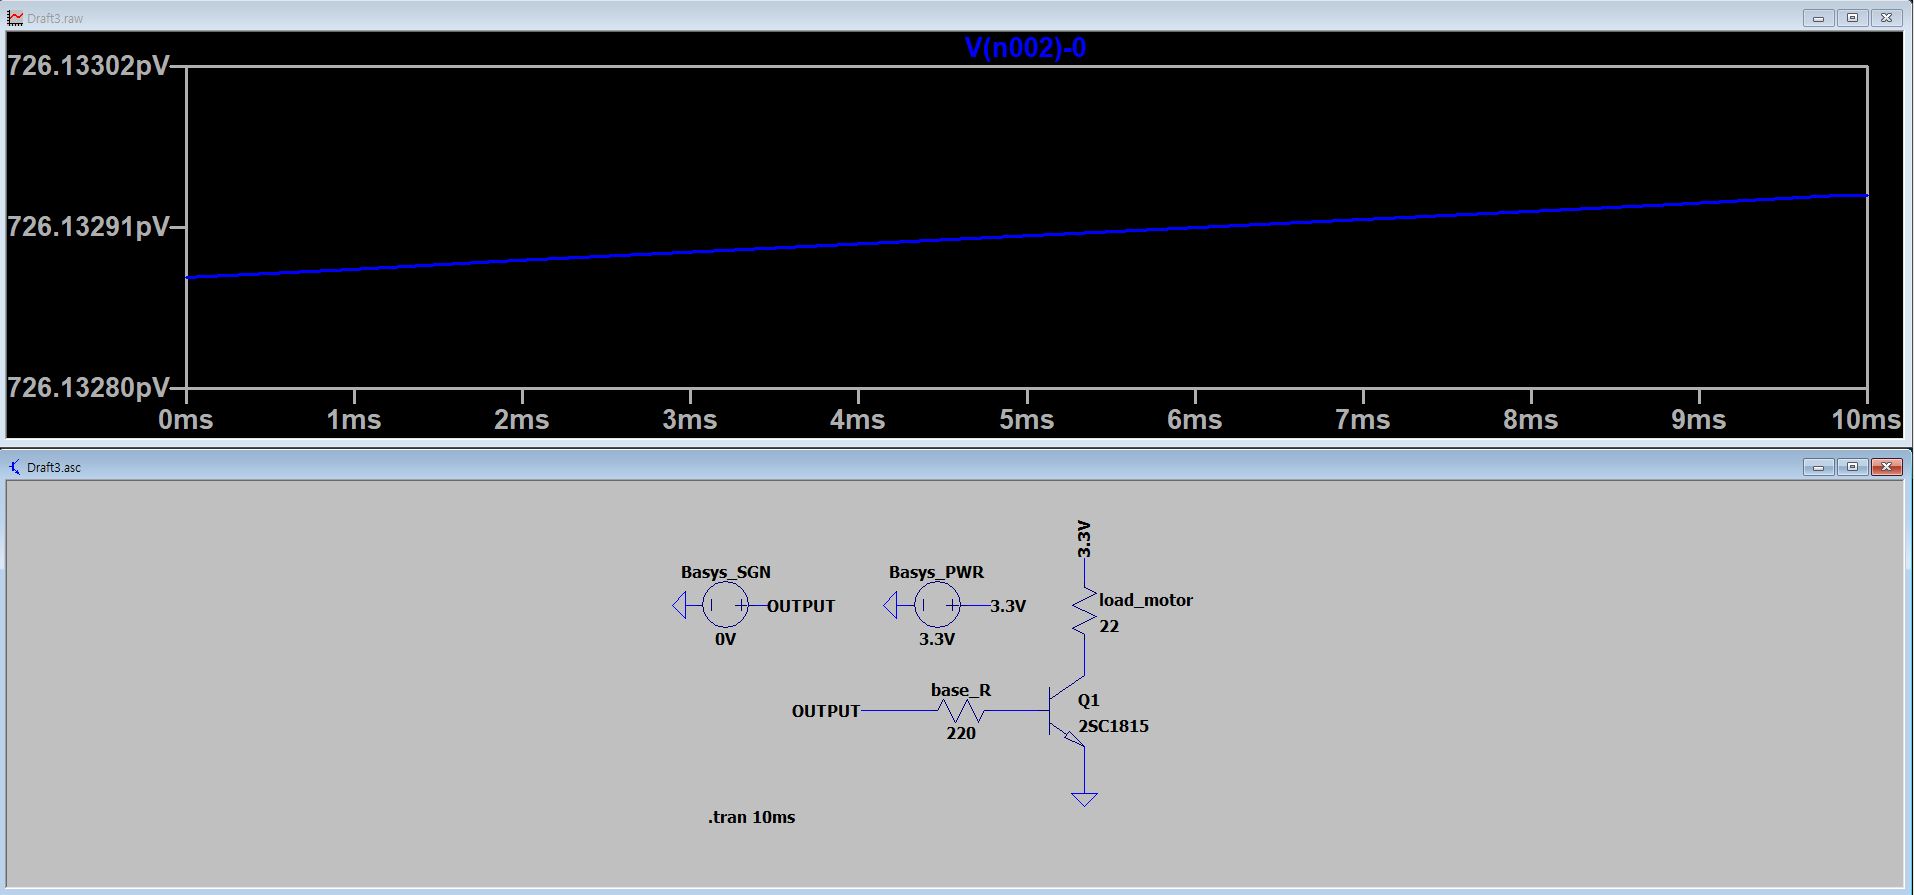 Draft3.raw
V(n002)-0
726.13302pV
726.13291pV
726.13280pV
0ms 1ms 2ms 3ms 4ms 5ms 6ms 7ms 8ms 9ms 10ms
Draft3.asc
3.3V
Basys_SGN
OUTPUT
0V
Basys_PWR
3.3V
3.3V
load_motor
22
base_R
OUTPUT
220
Q1
2SC1815
.tran 10ms